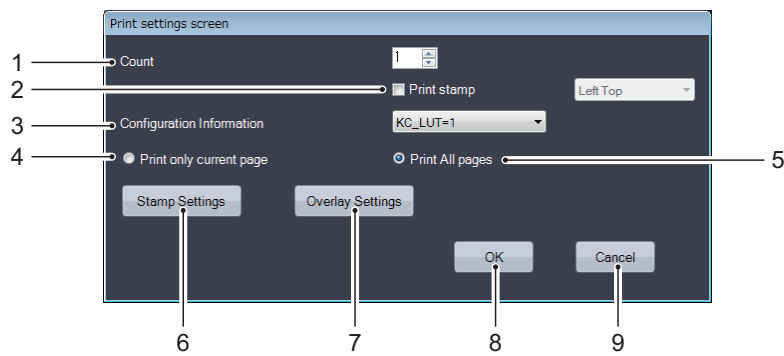 Print settings screen
1 Count 1
2 Print stamp Left Top
3 Configuration Information KC_LUT=1
4 Print only current page Print All pages 5
Stamp Settings Overlay Settings
OK Cancel
6 7 8 9